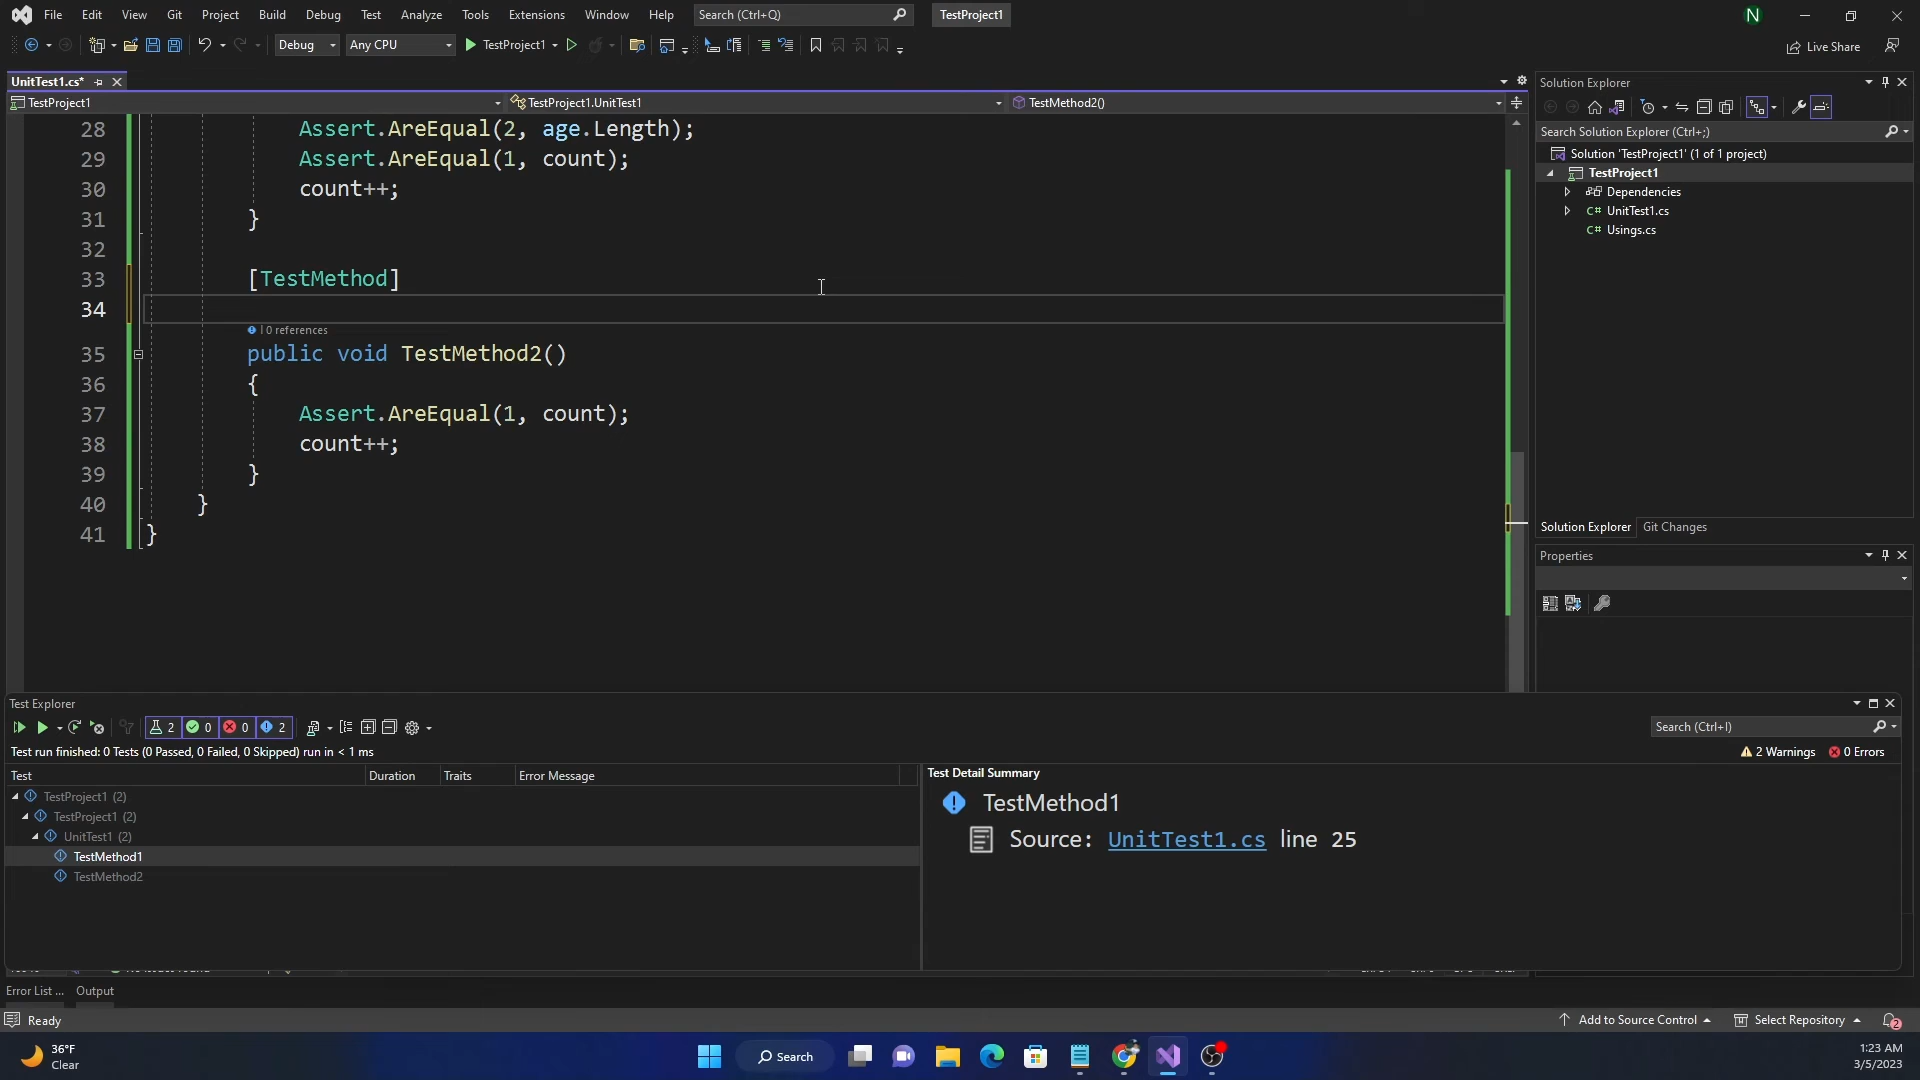 File Edit View Git Project Build Debug Test Analyze Tools Extensions Window Help Search (Ctrl+Q) TestProject1 N
Debug Any CPU TestProject1 Live Share
UnitTest1.cs*
TestProject1 TestProject1.UnitTest1 TestMethod2()
28 Assert.AreEqual(2, age.Length);
29 Assert.AreEqual(1, count);
30 count++;
31 }
32
33 [TestMethod]
34
0 references
35 public void TestMethod2()
36 {
37 Assert.AreEqual(1, count);
38 count++;
39 }
40 }
41 }
Solution Explorer
Search Solution Explorer (Ctrl+;)
Solution 'TestProject1' (1 of 1 project)
TestProject1
Dependencies
C# UnitTest1.cs
C# Usings.cs
Solution Explorer Git Changes
Properties
Test Explorer
2 0 0 2 Search (Ctrl+I)
Test run finished: 0 Tests (0 Passed, 0 Failed, 0 Skipped) run in < 1 ms 2 Warnings 0 Errors
Test Duration Traits Error Message
TestProject1 (2)
TestProject1 (2)
UnitTest1 (2)
TestMethod1
TestMethod2
Test Detail Summary
TestMethod1
Source: UnitTest1.cs line 25
Error List ... Output
Ready Add to Source Control Select Repository 2
36°F
Clear
Search
1:23 AM
3/5/2023